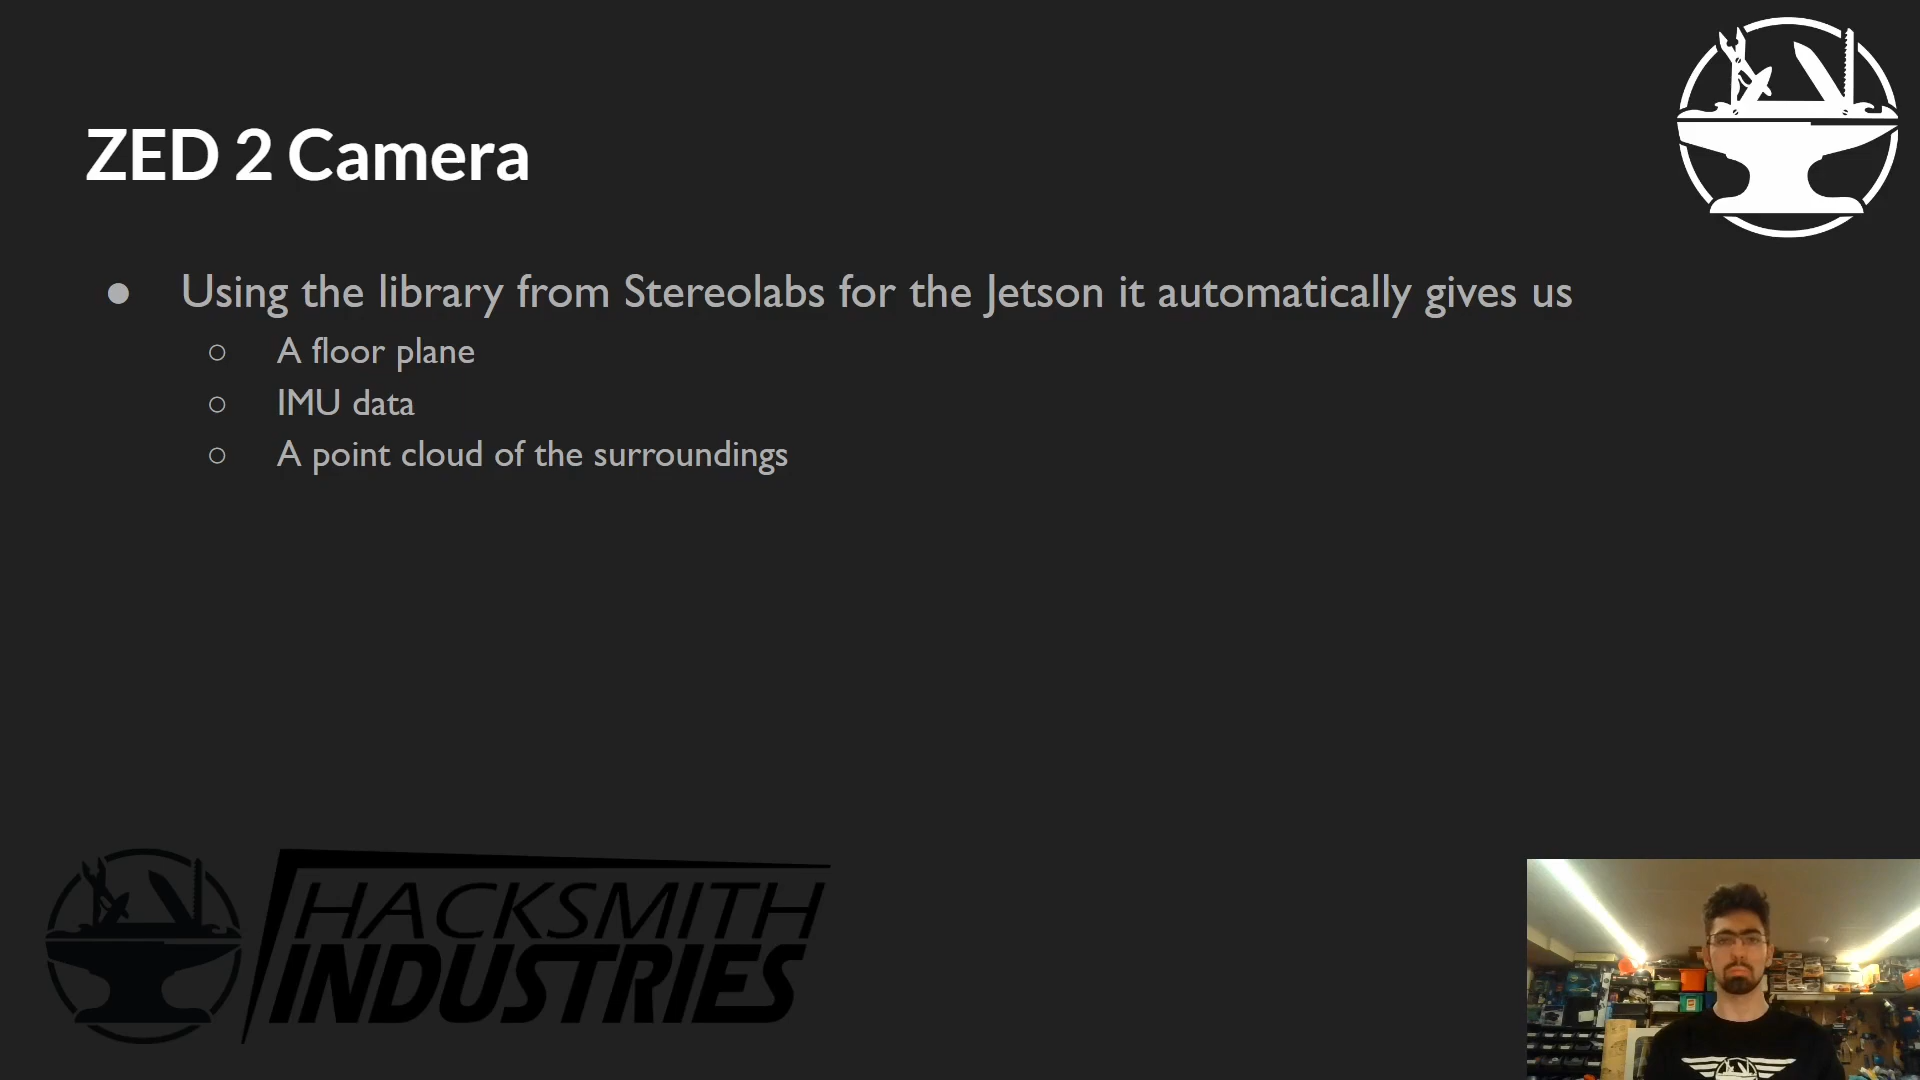 ZED 2 Camera
● Using the library from Stereolabs for the Jetson it automatically gives us
○ A floor plane
○ IMU data
○ A point cloud of the surroundings
HACKSMITH
INDUSTRIES